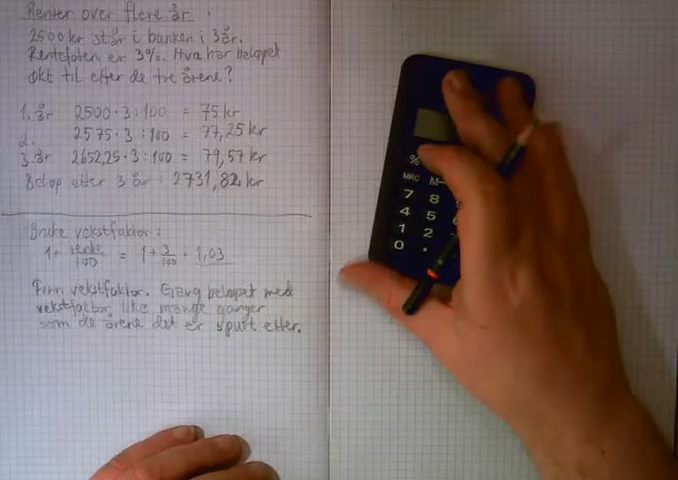 Renter over flere år :
2500 kr står i banken i 3 år.
Rentefoten er 3%. Hva har beløpet
økt til etter de tre årene?
1. år 2500 · 3 : 100 = 75 kr
2. 2575 · 3 : 100 = 77,25 kr
3. år 2652,25 · 3 : 100 = 79,57 kr
Beløp etter 3 år : 2731,82 kr
Bruke vekstfaktor:
1 + rente/100 = 1 + 3/100 = 1,03
Finn vekstfaktor. Gang beløpet med
vekstfaktor like mange ganger
som de årene det er spurt etter.
%
MRC M-
7 8
4 5 6
1 2
0 .